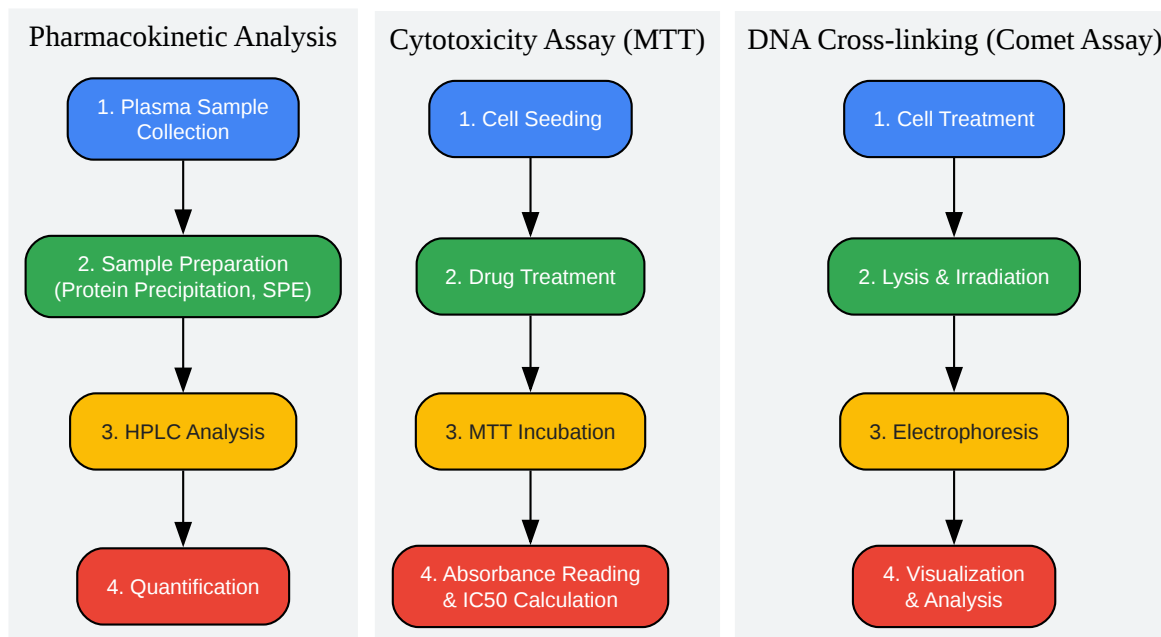 Pharmacokinetic Analysis
1. Plasma Sample
Collection
2. Sample Preparation
(Protein Precipitation, SPE)
3. HPLC Analysis
4. Quantification
Cytotoxicity Assay (MTT)
1. Cell Seeding
2. Drug Treatment
3. MTT Incubation
4. Absorbance Reading
& IC50 Calculation
DNA Cross-linking (Comet Assay)
1. Cell Treatment
2. Lysis & Irradiation
3. Electrophoresis
4. Visualization
& Analysis